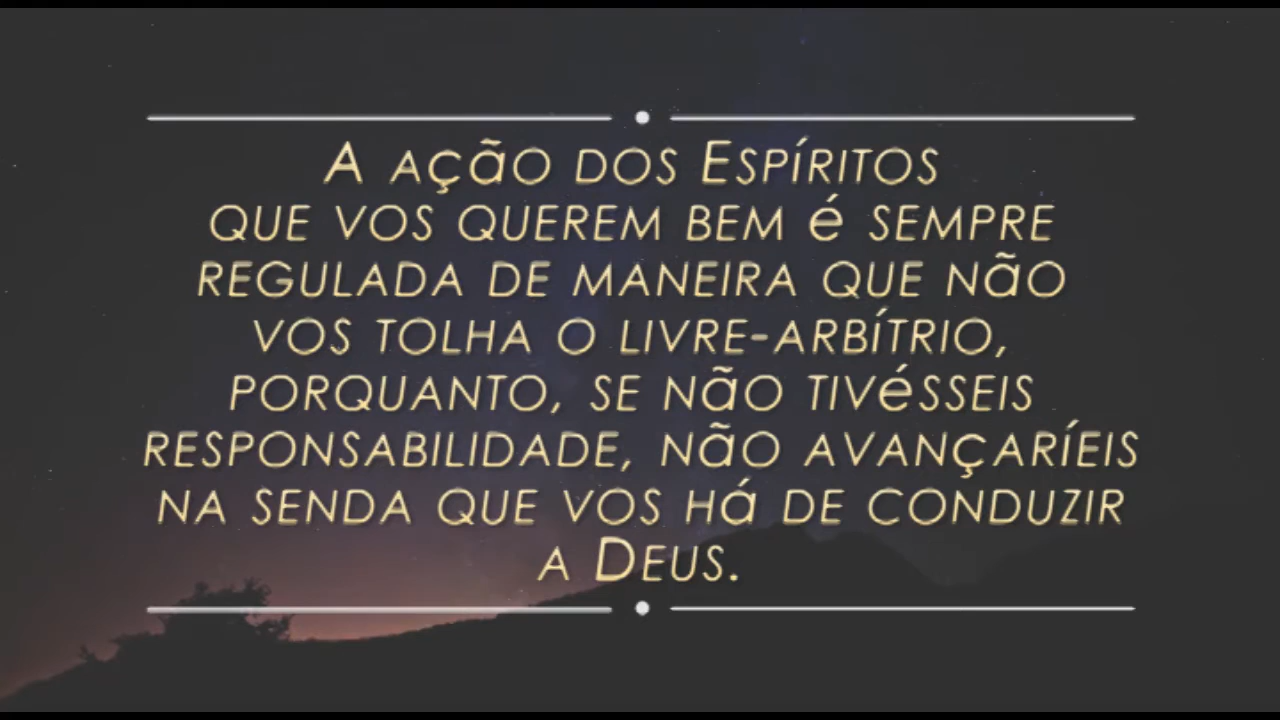 A ação dos Espíritos
que vos querem bem é sempre
regulada de maneira que não
vos tolha o livre-arbítrio,
porquanto, se não tivésseis
responsabilidade, não avançaríeis
na senda que vos há de conduzir
a Deus.